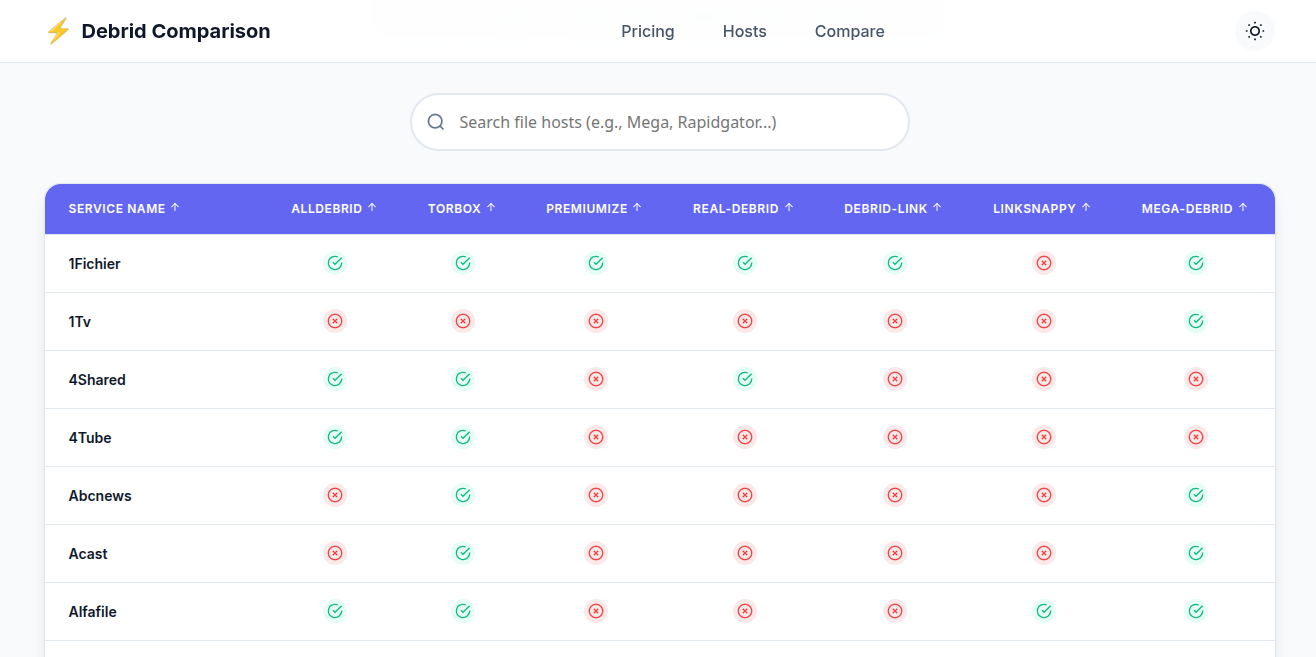 ⚡ Debrid Comparison
Pricing Hosts Compare
Search file hosts (e.g., Mega, Rapidgator...)
SERVICE NAME ↑ ALLDEBRID ↑ TORBOX ↑ PREMIUMIZE ↑ REAL-DEBRID ↑ DEBRID-LINK ↑ LINKSNAPPY ↑ MEGA-DEBRID ↑
1Fichier
1Tv
4Shared
4Tube
Abcnews
Acast
Alfafile